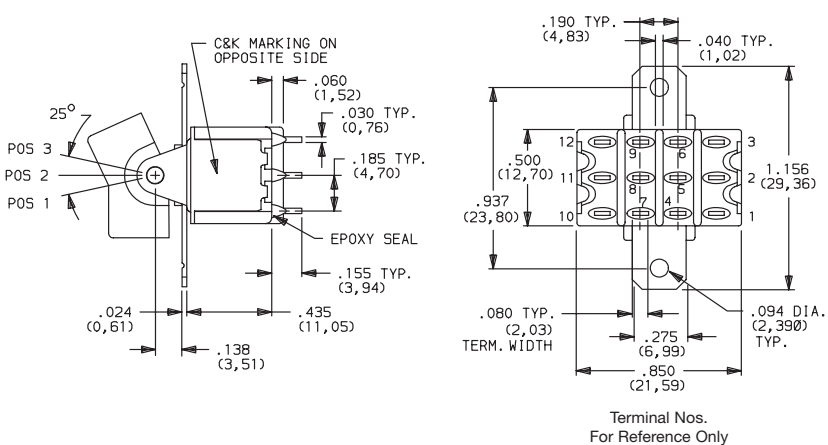 C&K MARKING ON
OPPOSITE SIDE
.060
(1,52)
.030 TYP.
(0,76)
25°
POS 3
POS 2
POS 1
.185 TYP.
(4,70)
EPOXY SEAL
.155 TYP.
(3,94)
.024
(0,61)
.435
(11,05)
.138
(3,51)
.190 TYP.
(4,83)
.040 TYP.
(1,02)
12
9
6
3
.500
(12,70)
11
8
5
2
1.156
(29,36)
.937
(23,80)
10
7
4
1
.080 TYP.
(2,03)
TERM. WIDTH
.275
(6,99)
.094 DIA.
(2,39Ø)
TYP.
.850
(21,59)
Terminal Nos.
For Reference Only